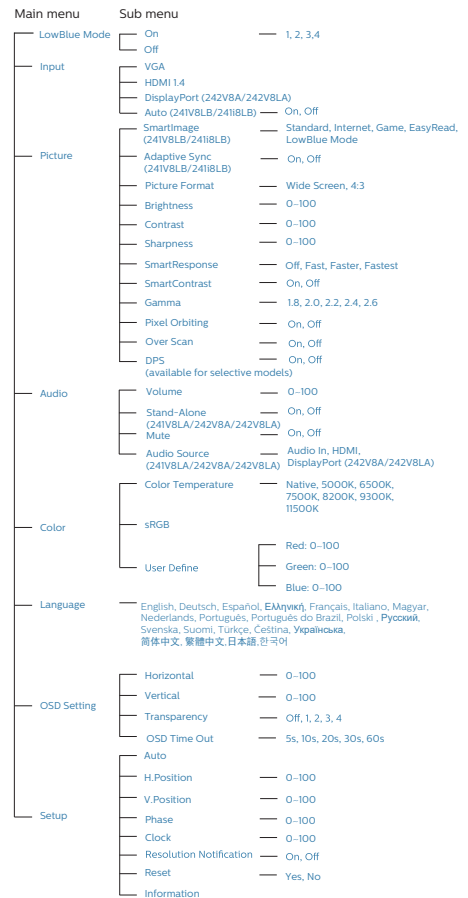 Main menu Sub menu
LowBlue Mode On 1, 2, 3,4
Off
Input VGA
HDMI 1.4
DisplayPort (242V8A/242V8LA)
Auto (241V8LB/241i8LB) On, Off
SmartImage Standard, Internet, Game, EasyRead,
(241V8LB/241i8LB) LowBlue Mode
Picture Adaptive Sync On, Off
(241V8LB/241i8LB)
Picture Format Wide Screen, 4:3
Brightness 0-100
Contrast 0-100
Sharpness 0-100
SmartResponse Off, Fast, Faster, Fastest
SmartContrast On, Off
Gamma 1.8, 2.0, 2.2, 2.4, 2.6
Pixel Orbiting On, Off
Over Scan On, Off
DPS On, Off
(available for selective models)
Audio Volume 0-100
Stand-Alone On, Off
(241V8LA/242V8A/242V8LA)
Mute On, Off
Audio Source Audio In, HDMI,
(241V8LA/242V8A/242V8LA) DisplayPort (242V8A/242V8LA)
Color Temperature Native, 5000K, 6500K,
7500K, 8200K, 9300K,
11500K
Color sRGB
Red: 0-100
User Define Green: 0-100
Blue: 0-100
Language English, Deutsch, Español, Ελληνική, Français, Italiano, Magyar,
Nederlands, Português, Português do Brazil, Polski , Русский,
Svenska, Suomi, Türkçe, Čeština, Українська,
简体中文, 繁體中文,日本語,한국어
Horizontal 0-100
Vertical 0-100
OSD Setting Transparency Off, 1, 2, 3, 4
OSD Time Out 5s, 10s, 20s, 30s, 60s
Auto
H.Position 0-100
V.Position 0-100
Setup Phase 0-100
Clock 0-100
Resolution Notification On, Off
Reset Yes, No
Information